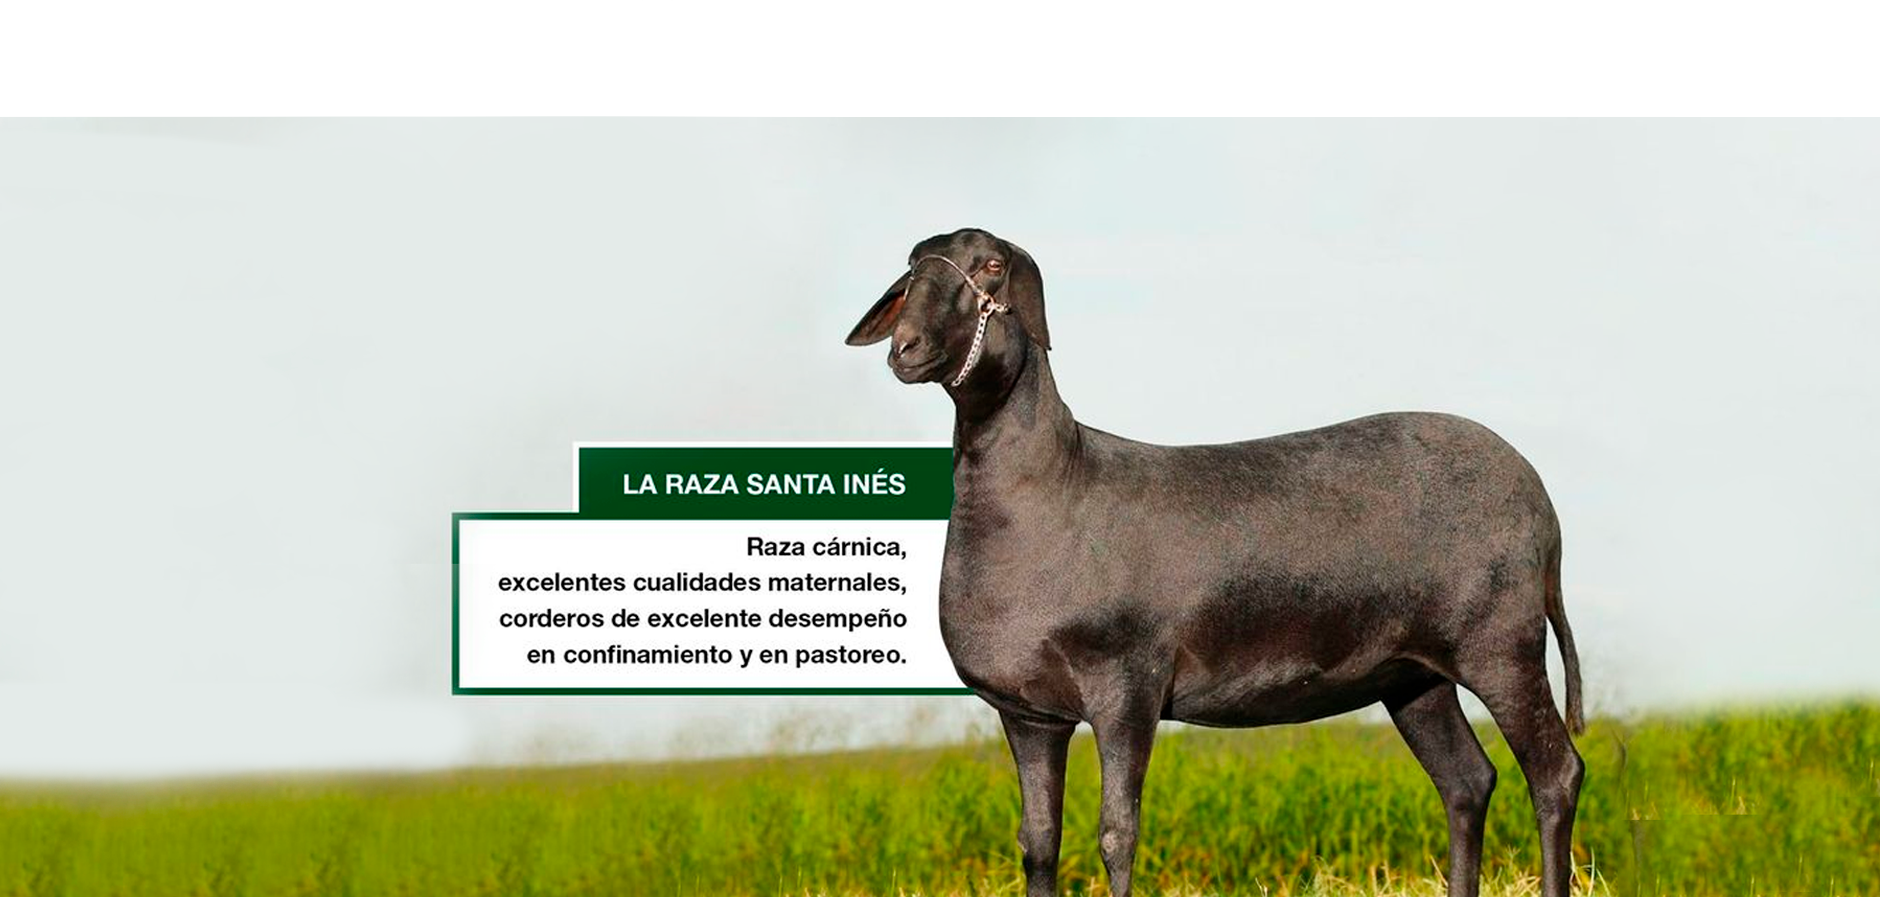 LA RAZA SANTA INÉS
Raza cárnica,
excelentes cualidades maternales,
corderos de excelente desempeño
en confinamiento y en pastoreo.